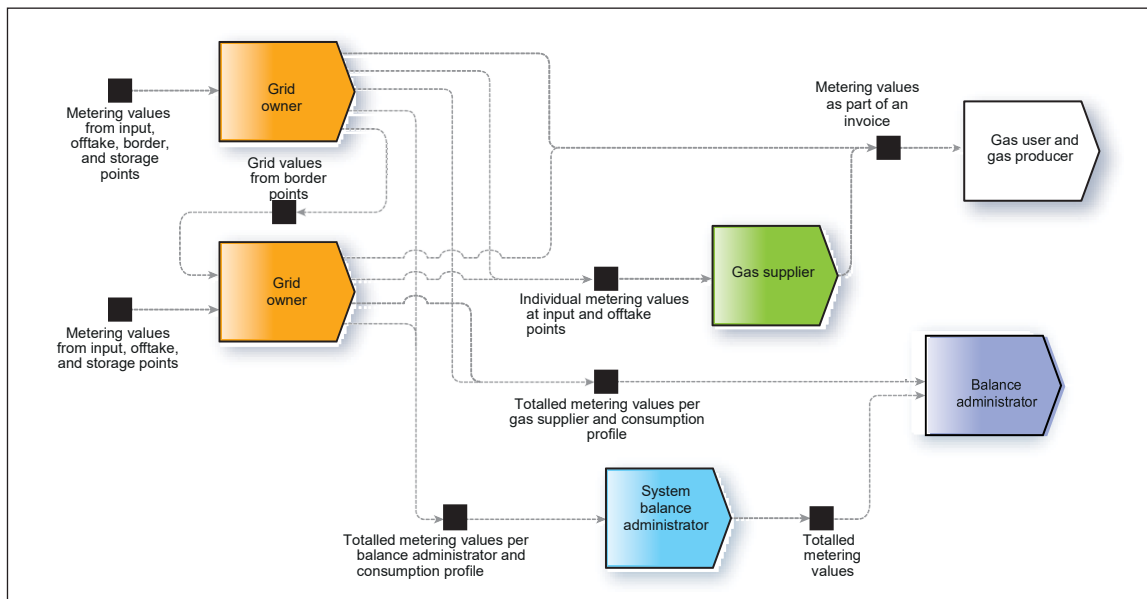 Grid
owner
Metering values
from input,
offtake, border,
and storage
points
Metering values
as part of an
invoice
Gas user and
gas producer
Grid values
from border
points
Grid
owner
Gas supplier
Metering values
from input, offtake,
and storage points
Individual metering values
at input and offtake
points
Balance
administrator
Totalled metering values per
gas supplier and consumption
profile
System
balance
administrator
Totalled metering values per
balance administrator and
consumption profile
Totalled
metering
values